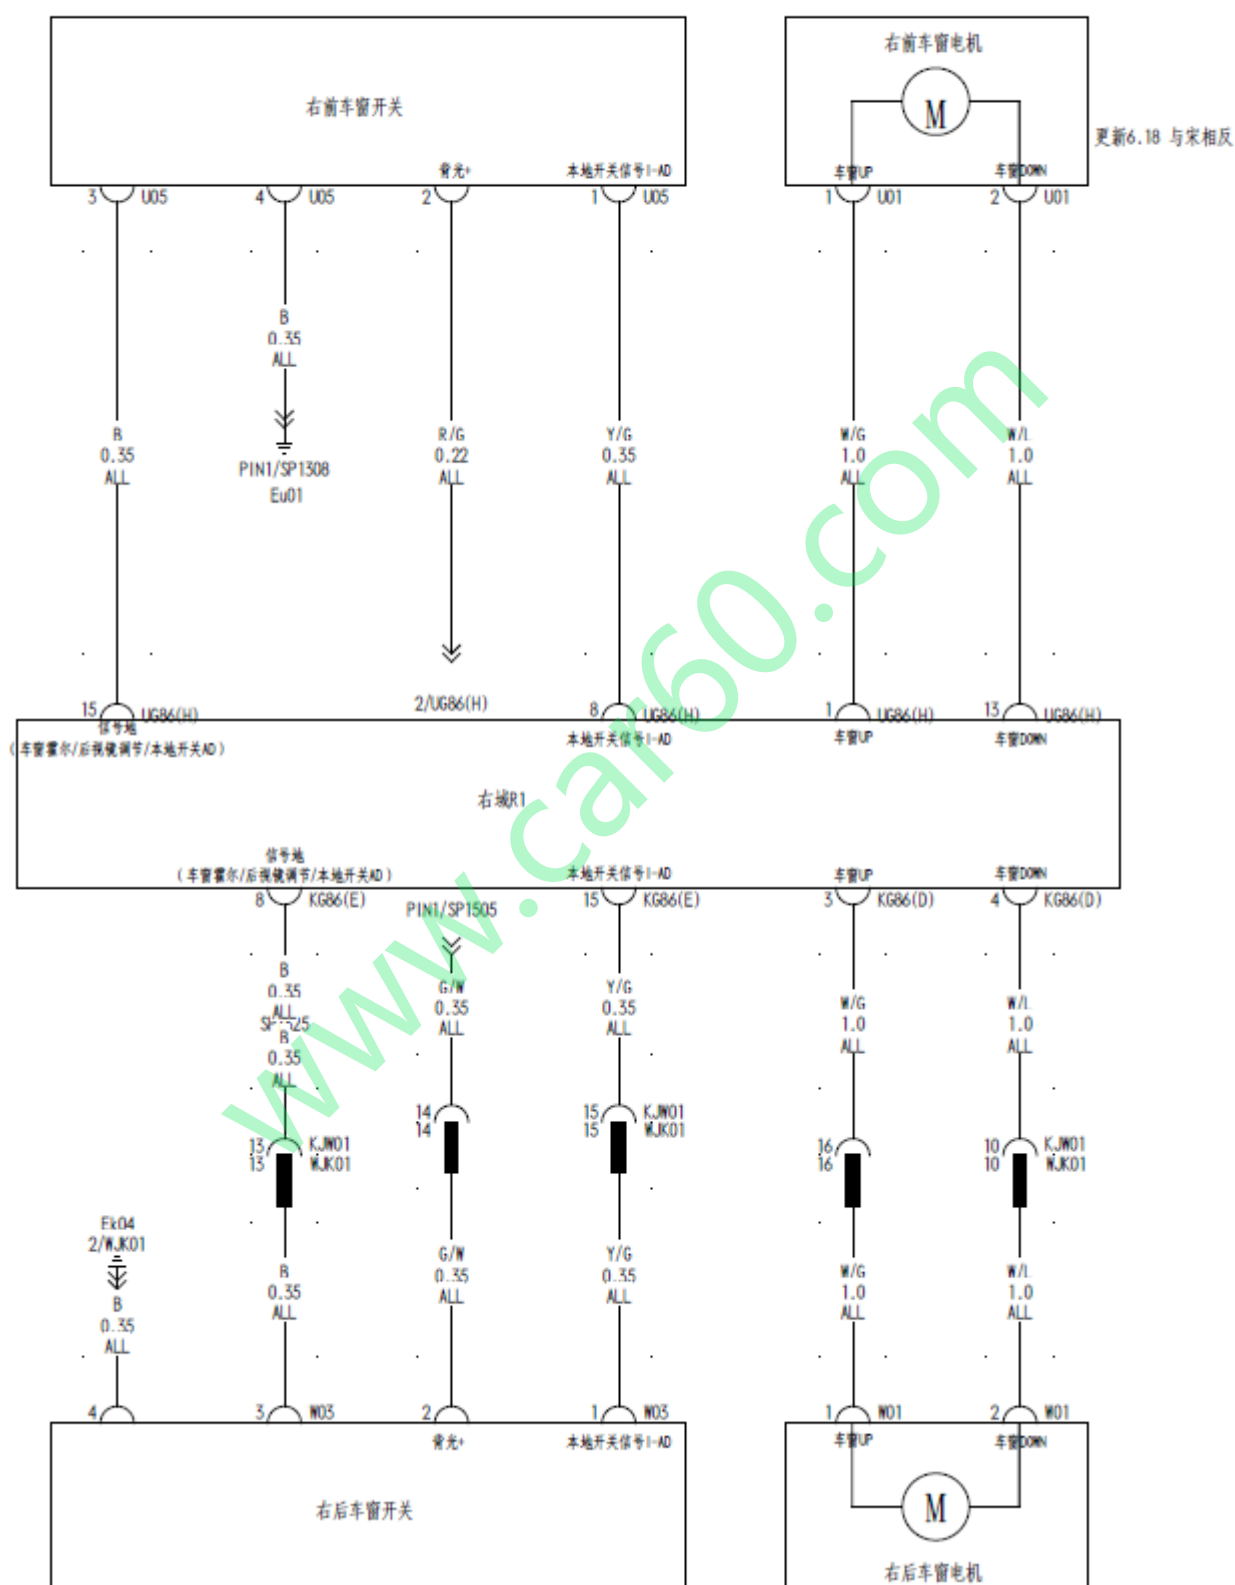 右前车窗开关
右前车窗电机
M
更新6.18 与宋相反
背光+
本地开关信号I-AD
车窗UP
车窗DOWN
3 U05
4 U05
2
1 U05
1 U01
2 U01
B
0.35
ALL
PIN1/SP1308
Eu01
B
0.35
ALL
R/G
0.22
ALL
Y/G
0.35
ALL
W/G
1.0
ALL
W/L
1.0
ALL
2/UG86(H)
15 UG86(H)
8 UG86(H)
1 UG86(H)
13 UG86(H)
信号地
(车窗霍尔/后视镜调节/本地开关AD)
本地开关信号I-AD
车窗UP
车窗DOWN
右域R1
信号地
(车窗霍尔/后视镜调节/本地开关AD)
本地开关信号I-AD
车窗UP
车窗DOWN
8 KG86(E)
PIN1/SP1505
15 KG86(E)
3 KG86(D)
4 KG86(D)
B
0.35
ALL
B
0.35
ALL
G/W
0.35
ALL
Y/G
0.35
ALL
W/G
1.0
ALL
W/L
1.0
ALL
13 KJW01
13 WJK01
14
14
15 KJW01
15 WJK01
16
16
10 KJW01
10 WJK01
Ek04
2/WJK01
B
0.35
ALL
B
0.35
ALL
G/W
0.35
ALL
Y/G
0.35
ALL
W/G
1.0
ALL
W/L
1.0
ALL
4
3 W03
2
1 W03
1 W01
2 W01
背光+
本地开关信号I-AD
车窗UP
车窗DOWN
右后车窗开关
M
右后车窗电机
www.car60.com